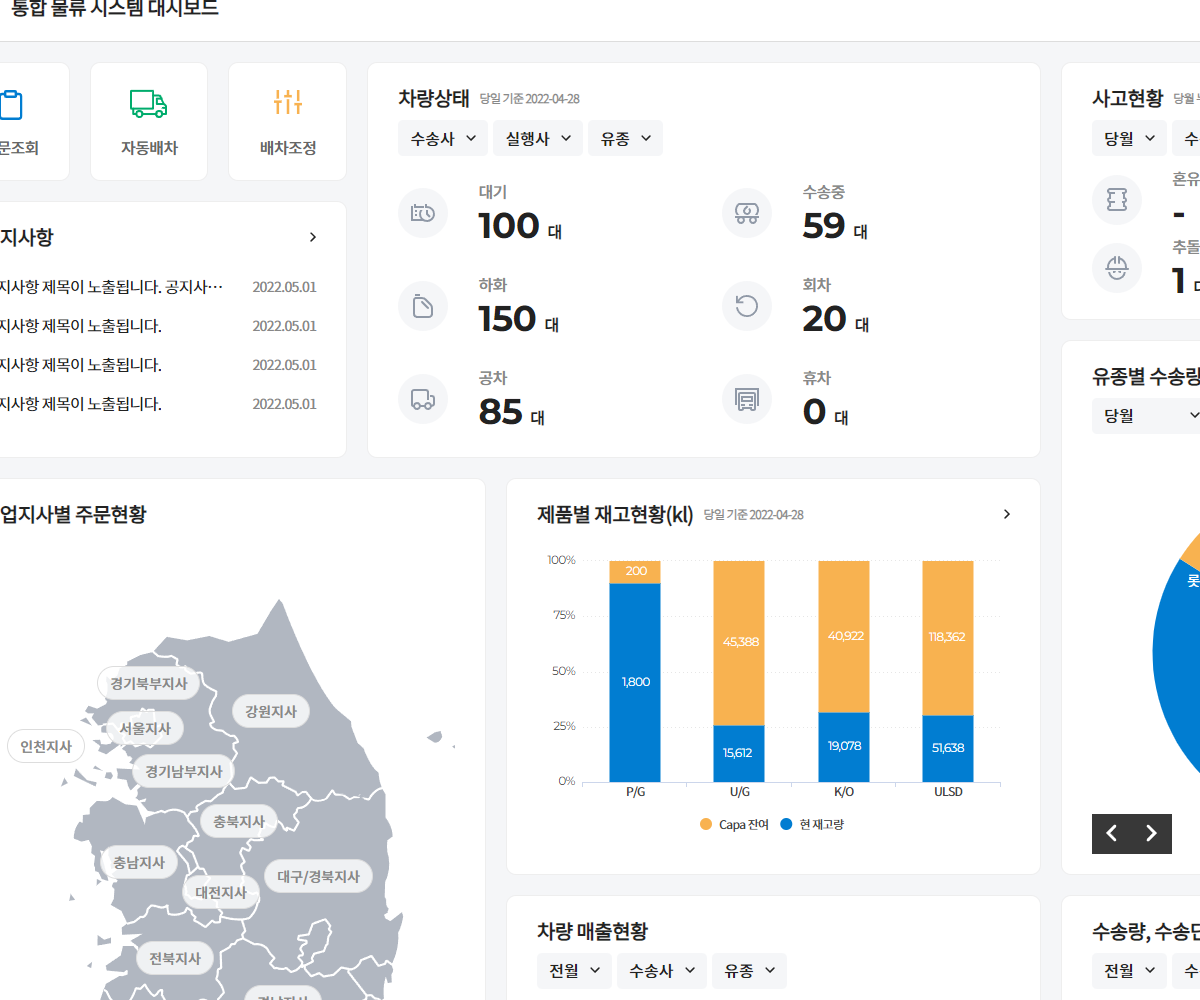 통합 물류 시스템 대시보드
문조회
자동배차
배차조정
지사항
지사항 제목이 노출됩니다. 공지사… 2022.05.01
지사항 제목이 노출됩니다. 2022.05.01
지사항 제목이 노출됩니다. 2022.05.01
지사항 제목이 노출됩니다. 2022.05.01
차량상태 당일 기준 2022-04-28
수송사 실행사 유종
대기
100 대
수송중
59 대
하화
150 대
회차
20 대
공차
85 대
휴차
0 대
사고현황 당월
당월 수
혼유
-
추돌
1
유종별 수송량
당월
롯
업지사별 주문현황
경기북부지사
강원지사
서울지사
인천지사
경기남부지사
충북지사
충남지사
대구/경북지사
대전지사
전북지사
경남지사
제품별 재고현황(kl) 당일 기준 2022-04-28
100%
75%
50%
25%
0%
200
1,800
45,388
15,612
40,922
19,078
118,362
51,638
P/G U/G K/O ULSD
Capa 잔여 현 재고량
차량 매출현황
전월 수송사 유종
수송량, 수송단
전월 수